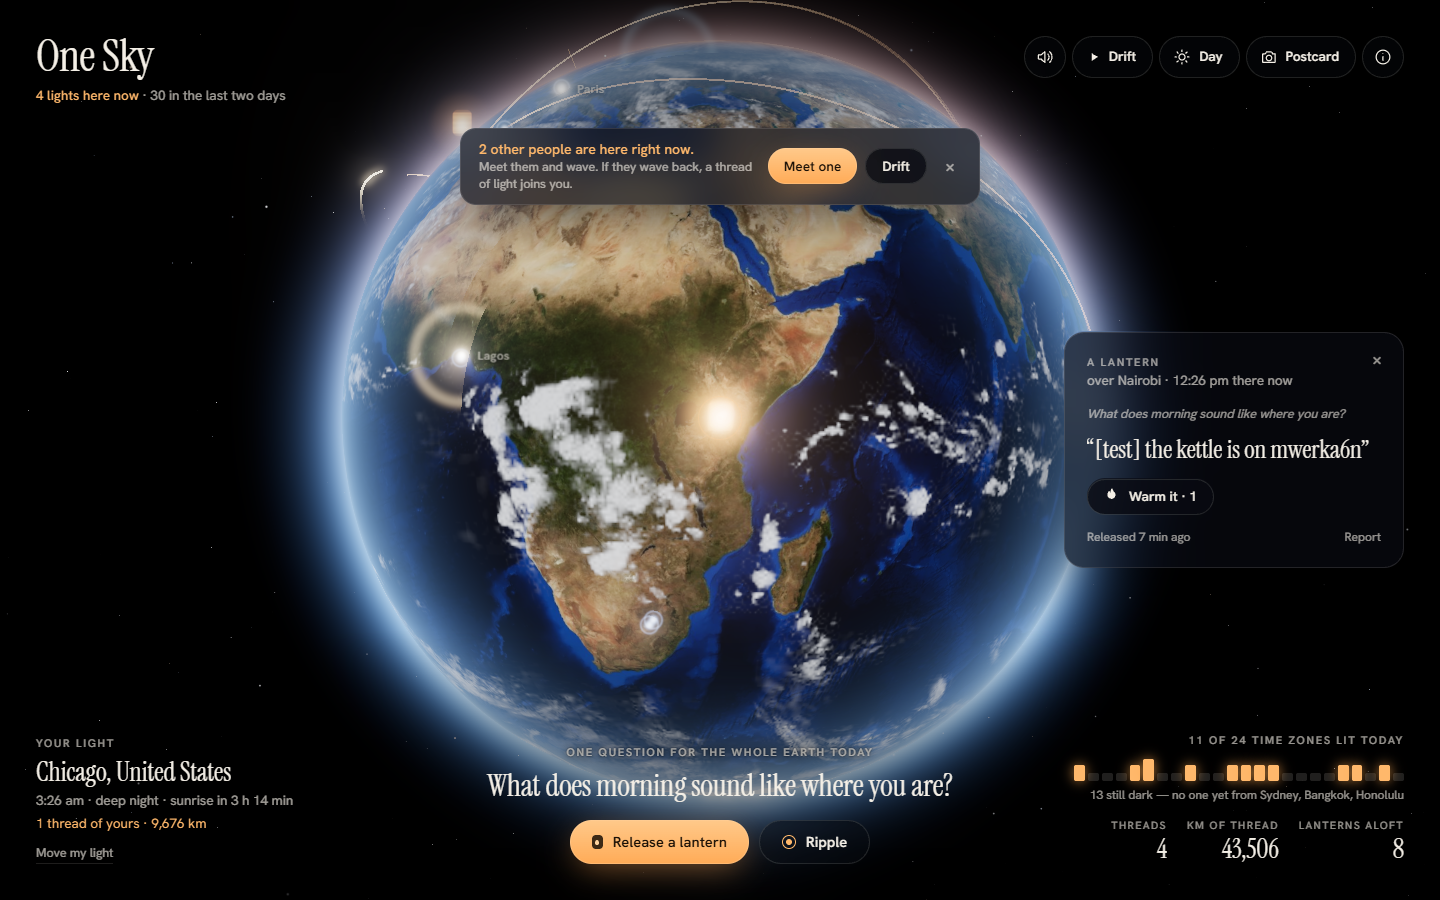 One Sky
4 lights here now · 30 in the last two days
Drift
Day
Postcard
Paris
2 other people are here right now.
Meet them and wave. If they wave back, a thread
of light joins you.
Meet one
Drift
Lagos
A LANTERN
over Nairobi · 12:26 pm there now
What does morning sound like where you are?
“[test] the kettle is on mwerka6n”
Warm it · 1
Released 7 min ago
Report
YOUR LIGHT
Chicago, United States
3:26 am · deep night · sunrise in 3 h 14 min
1 thread of yours · 9,676 km
Move my light
ONE QUESTION FOR THE WHOLE EARTH TODAY
What does morning sound like where you are?
Release a lantern
Ripple
11 OF 24 TIME ZONES LIT TODAY
13 still dark — no one yet from Sydney, Bangkok, Honolulu
THREADS
4
KM OF THREAD
43,506
LANTERNS ALOFT
8